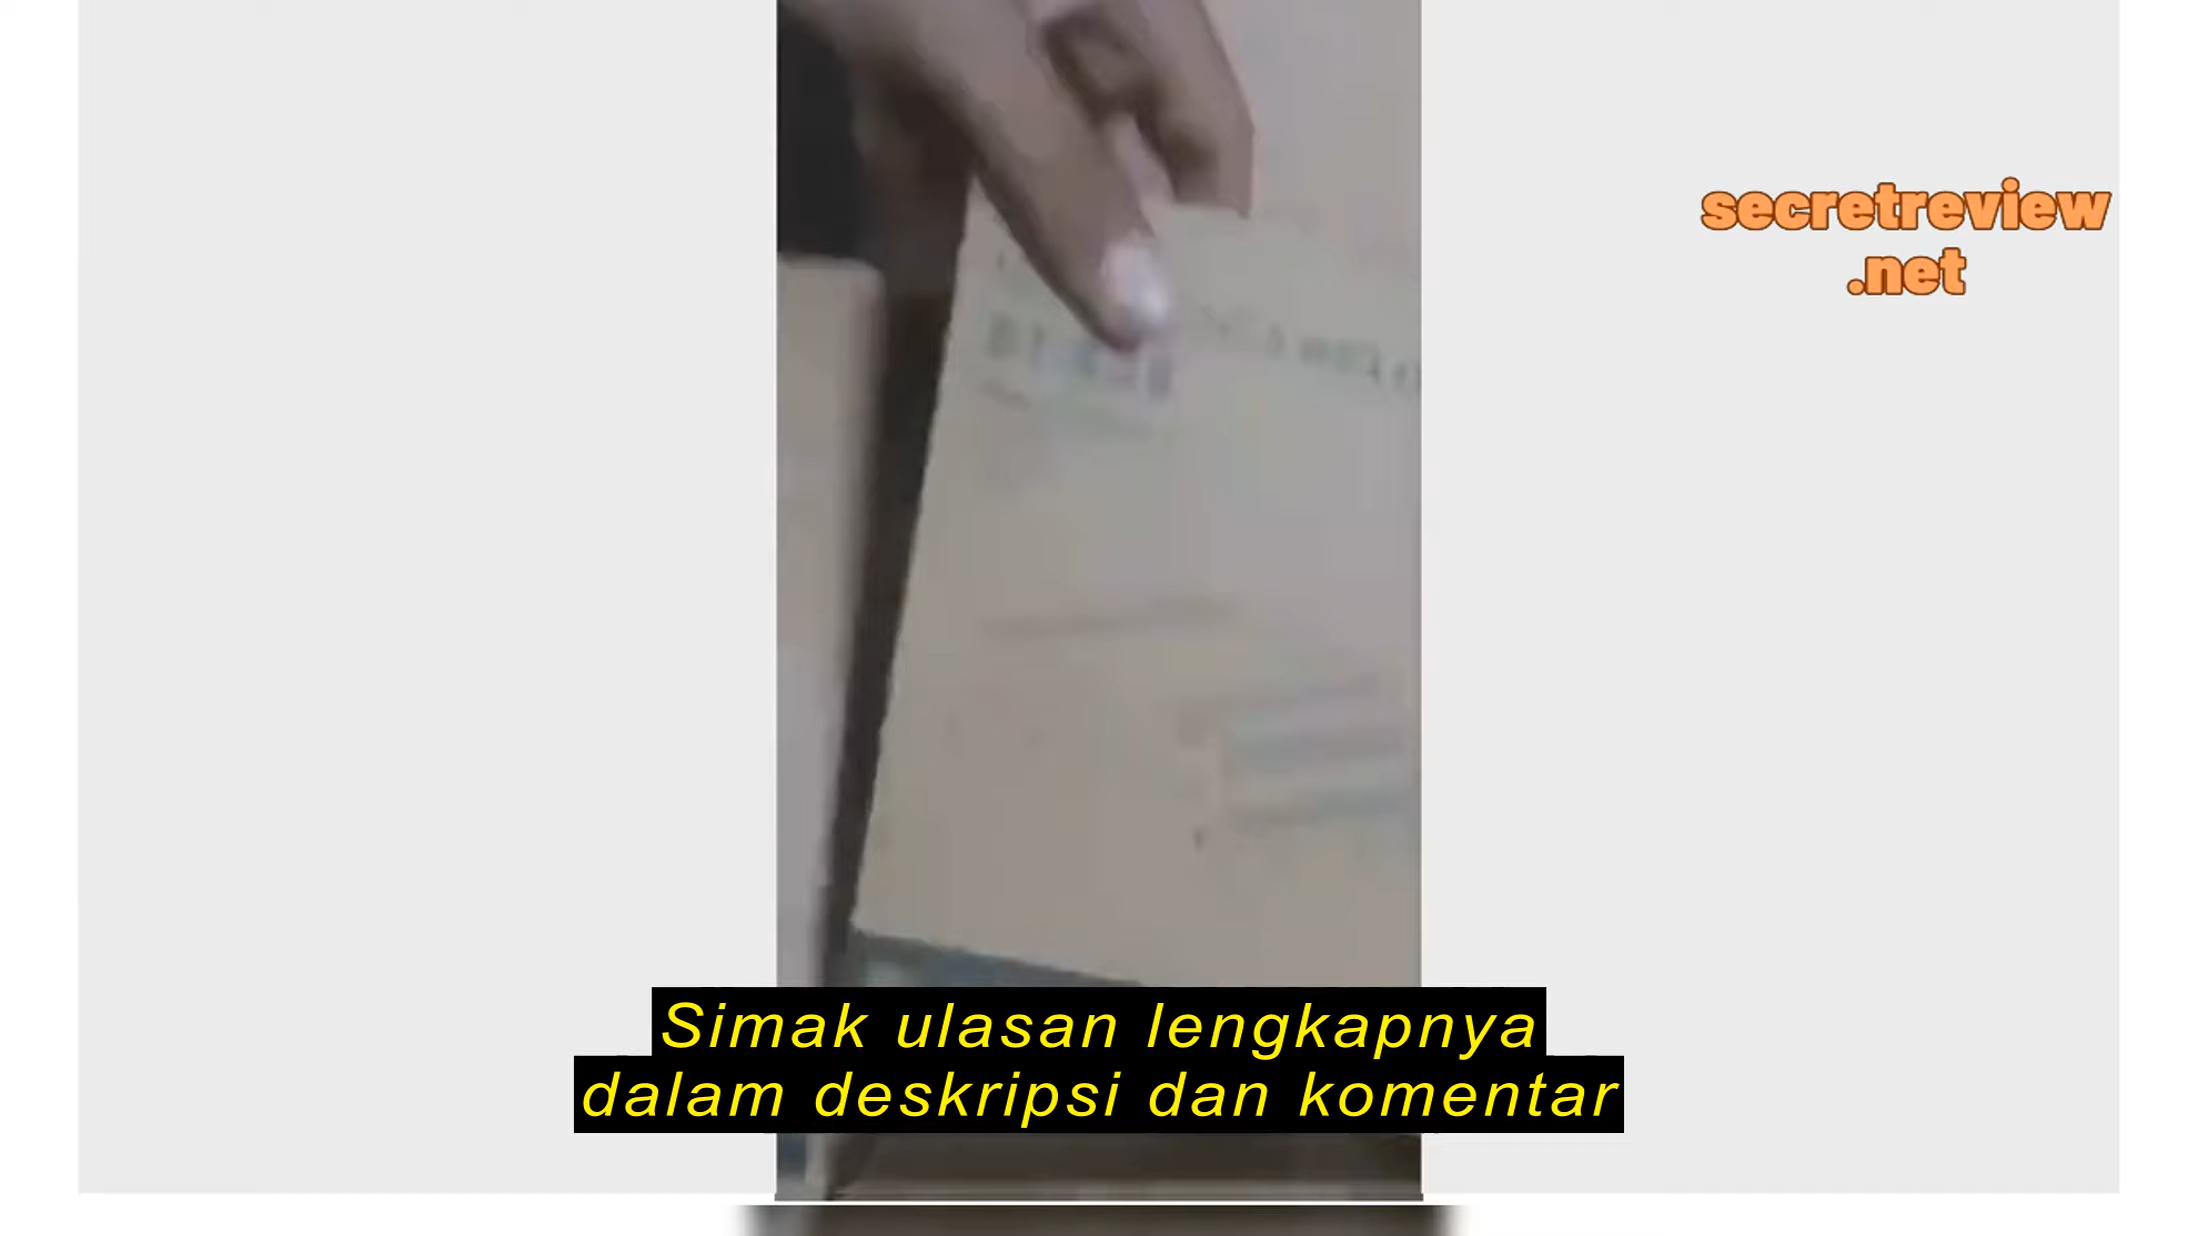 secretreview
.net
Simak ulasan lengkapnya
dalam deskripsi dan komentar